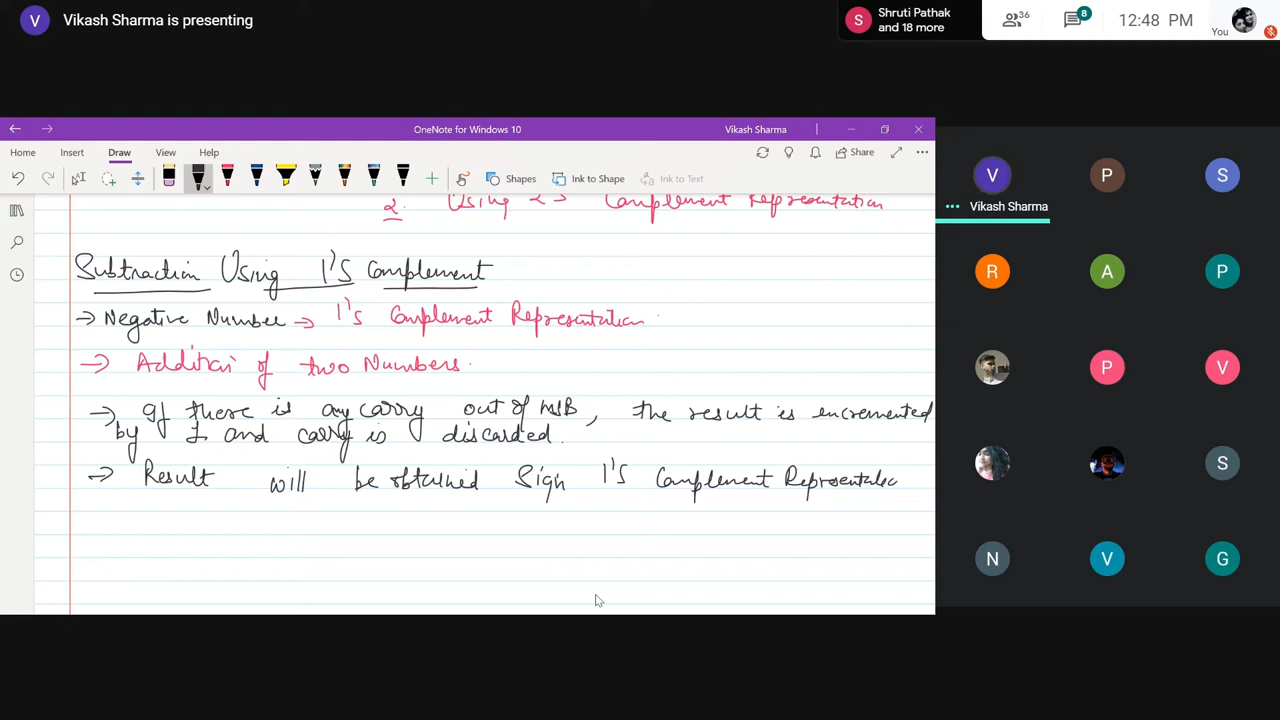 V Vikash Sharma is presenting
S Shruti Pathak and 18 more
36
8
12:48 PM
You
OneNote for Windows 10
Vikash Sharma
Home Insert Draw View Help
Share
Shapes Ink to Shape Ink to Text
2. Using 2's Complement Representation
Subtraction Using 1'S Complement
→ Negative Number → 1's Complement Representation
→ Addition of two Numbers.
→ If there is any carry out of MSB, the result is incremented
by 1 and carry is discarded.
→ Result will be obtained Sign 1'S Complement
V P S
Vikash Sharma
R A P
P V
S
N V G